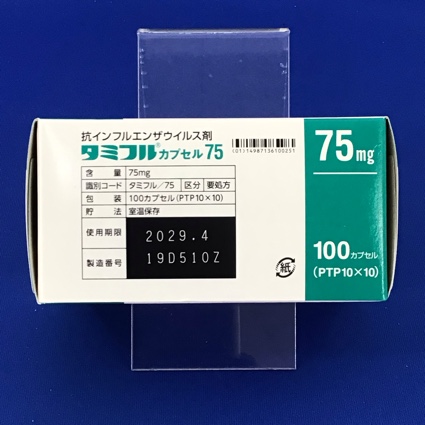 抗インフルエンザウイルス剤
タミフル®カプセル75
(01)14987136100251
含　量 75mg
識別コード タミフル/75 区分 要処方
包　装 100カプセル(PTP10×10)
貯　法 室温保存
使用期限 2029.4
製造番号 19D510Z
75mg
100カプセル
(PTP10×10)
紙